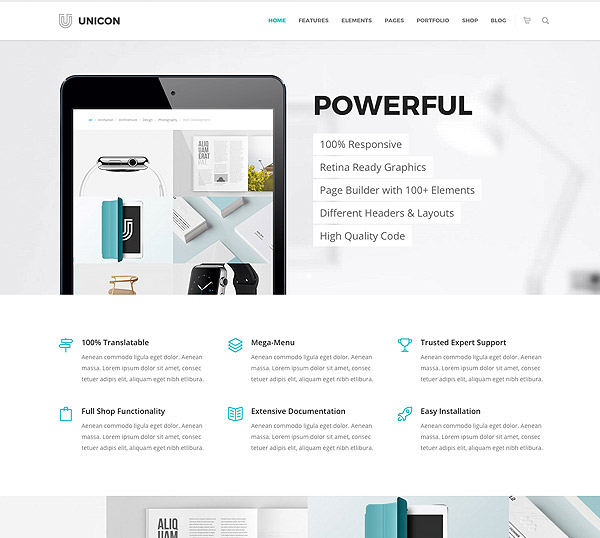 UNICON
HOME FEATURES ELEMENTS PAGES PORTFOLIO SHOP BLOG
POWERFUL
100% Responsive
Retina Ready Graphics
Page Builder with 100+ Elements
Different Headers & Layouts
High Quality Code
ALIQ
UAM
ERAT
PAE
100% Translatable
Aenean commodo ligula eget dolor. Aenean
massa. Lorem ipsum dolor sit amet, consec
tetuer adipis elit, aliquam eget nibh etlibura.
Mega-Menu
Aenean commodo ligula eget dolor. Aenean
massa. Lorem ipsum dolor sit amet, consec
tetuer adipis elit, aliquam eget nibh etlibura.
Trusted Expert Support
Aenean commodo ligula eget dolor. Aenean
massa. Lorem ipsum dolor sit amet, consec
tetuer adipis elit, aliquam eget nibh etlibura.
Full Shop Functionality
Aenean commodo ligula eget dolor. Aenean
massa. Lorem ipsum dolor sit amet, consec
tetuer adipis elit, aliquam eget nibh etlibura.
Extensive Documentation
Aenean commodo ligula eget dolor. Aenean
massa. Lorem ipsum dolor sit amet, consec
tetuer adipis elit, aliquam eget nibh etlibura.
Easy Installation
Aenean commodo ligula eget dolor. Aenean
massa. Lorem ipsum dolor sit amet, consec
tetuer adipis elit, aliquam eget nibh etlibura.
ALIQ
UAM